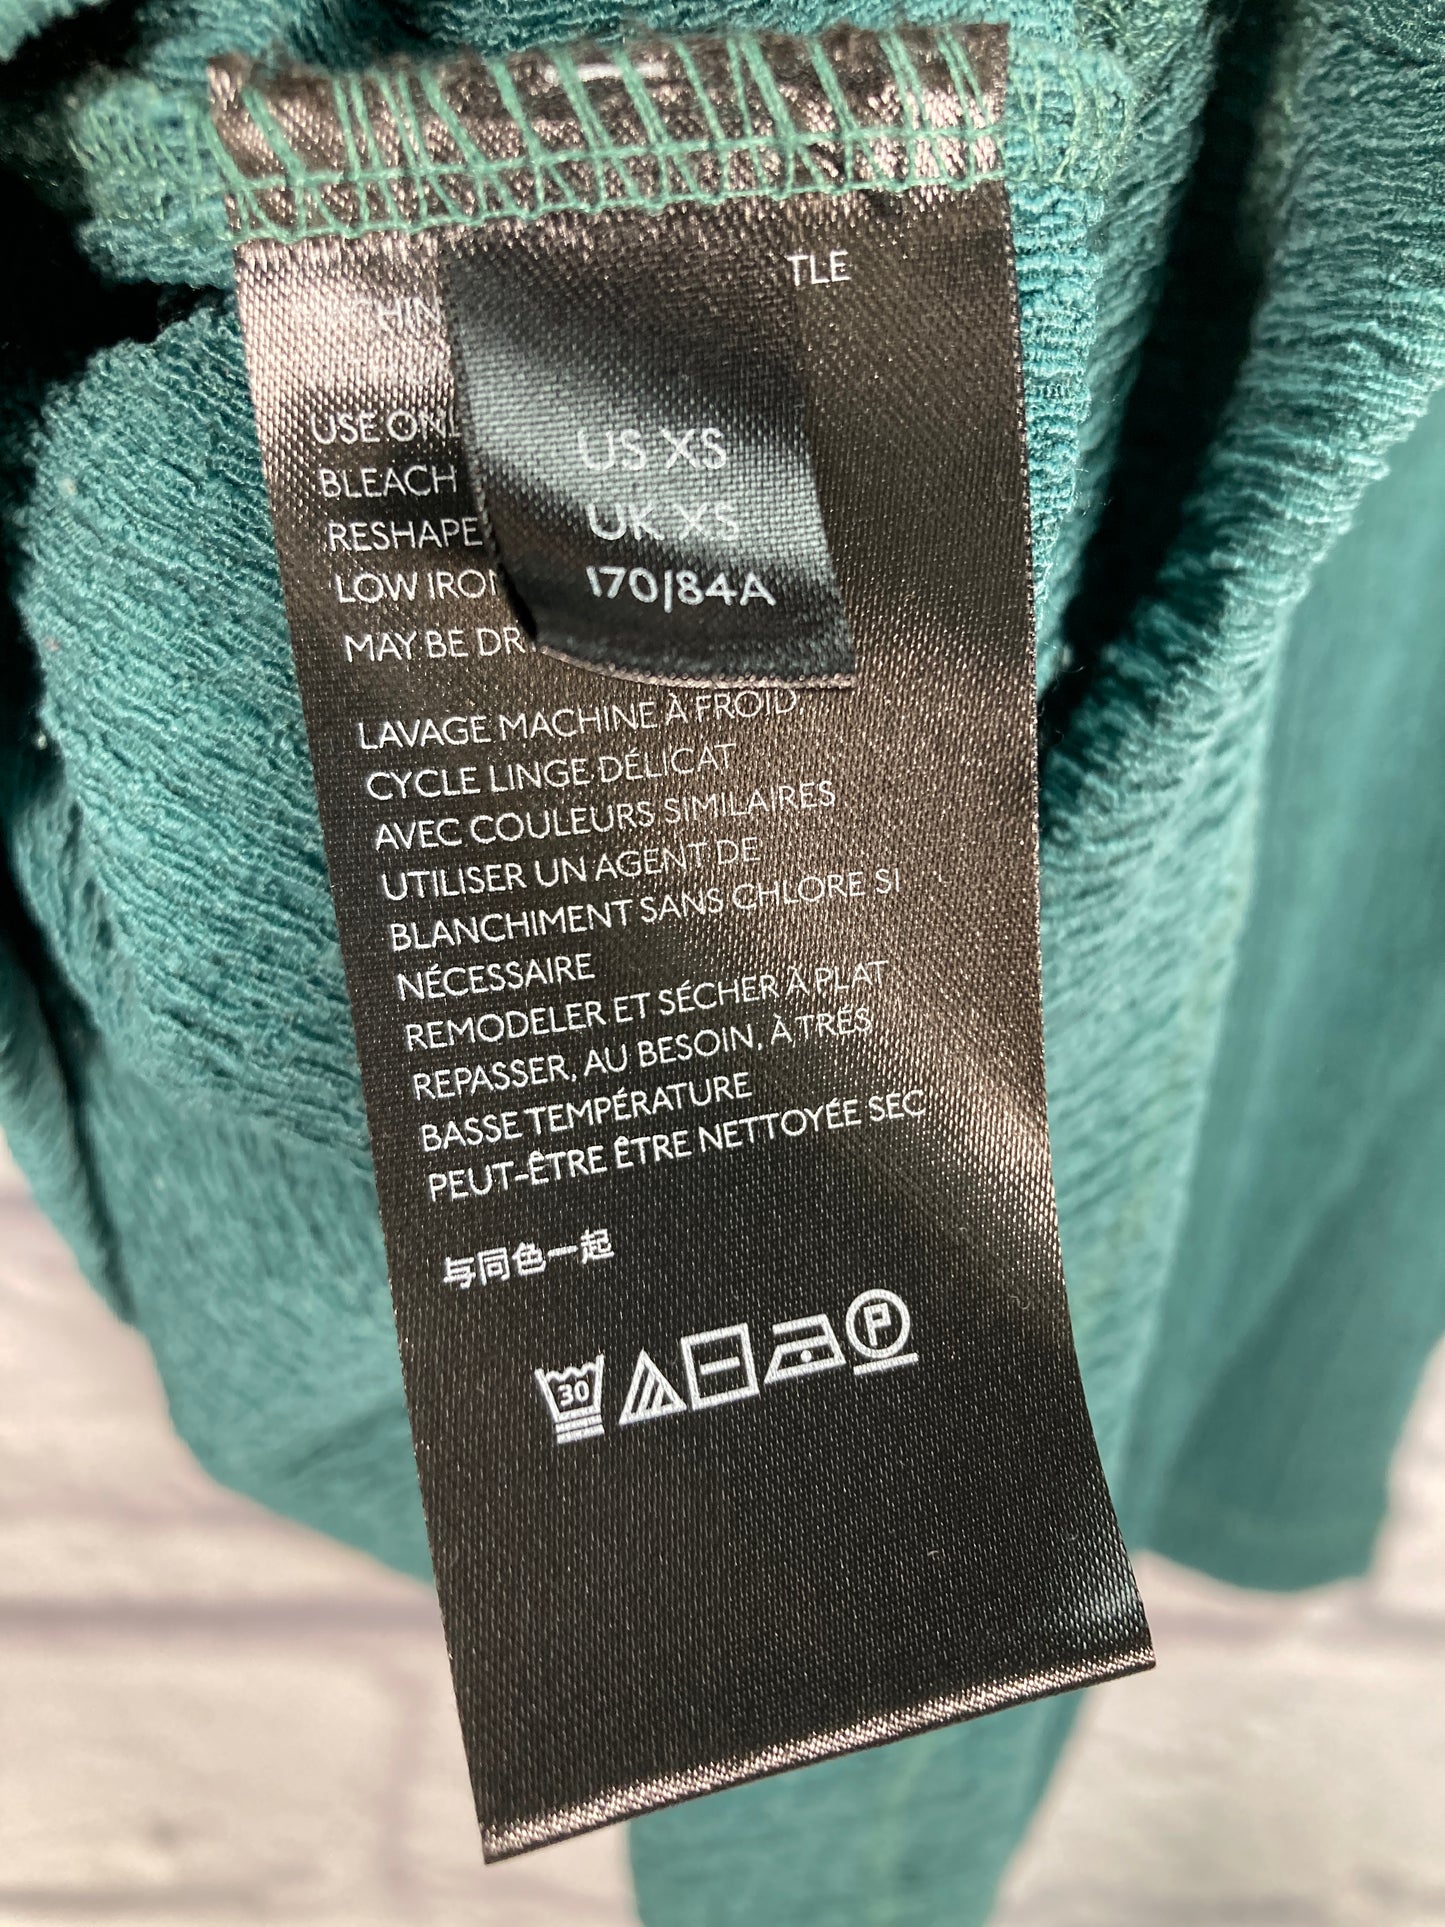 TLE
USE ONL
BLEACH
RESHAPE
LOW IRON
MAY BE DR
US XS
UK XS
170/84A
LAVAGE MACHINE À FROID
CYCLE LINGE DÉLICAT
AVEC COULEURS SIMILAIRES
UTILISER UN AGENT DE
BLANCHIMENT SANS CHLORE SI
NÉCESSAIRE
REMODELER ET SÉCHER À PLAT
REPASSER, AU BESOIN, À TRÉS
BASSE TEMPÉRATURE
PEUT-ÊTRE ÊTRE NETTOYÉE SEC
与同色一起
30
P